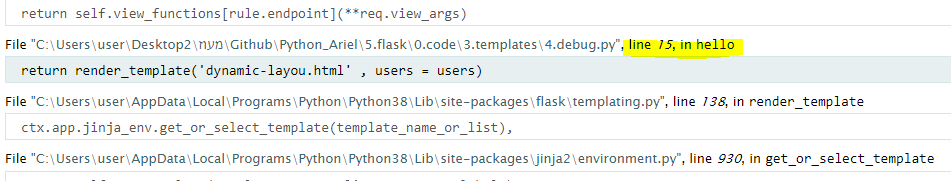 return self.view_functions[rule.endpoint](**req.view_args)
File "C:\Users\user\Desktop2\מעוז\Github\Python_Ariel\5.flask\0.code\3.templates\4.debug.py", line 15, in hello
return render_template('dynamic-layou.html' , users = users)
File "C:\Users\user\AppData\Local\Programs\Python\Python38\Lib\site-packages\flask\templating.py", line 138, in render_template
ctx.app.jinja_env.get_or_select_template(template_name_or_list),
File "C:\Users\user\AppData\Local\Programs\Python\Python38\Lib\site-packages\jinja2\environment.py", line 930, in get_or_select_template